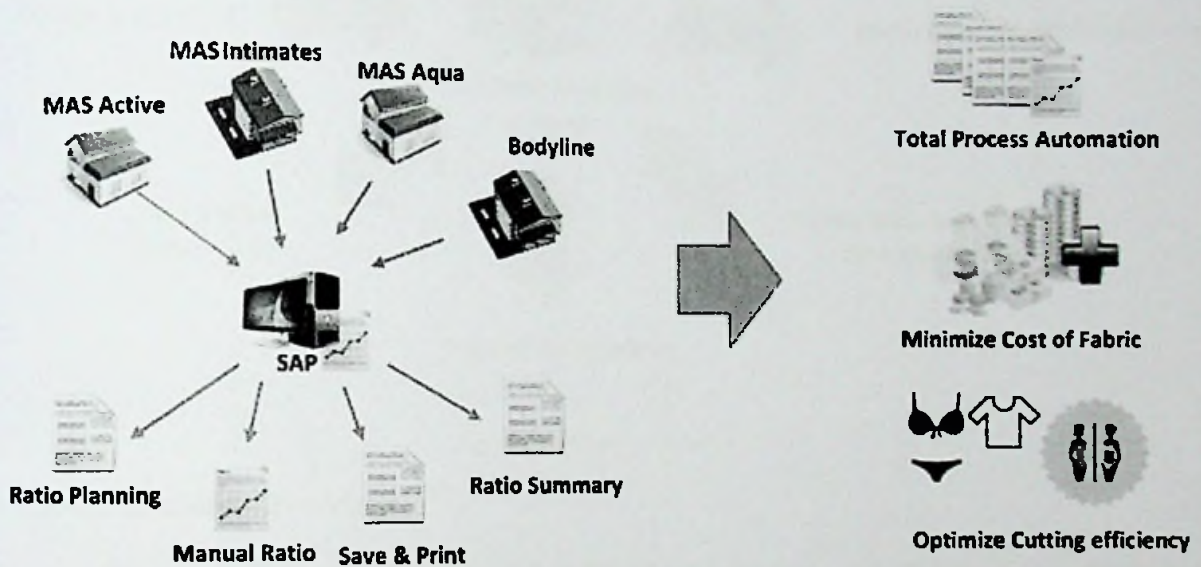 MAS Intimates
MAS Aqua
MAS Active
Bodyline
SAP
Ratio Planning
Manual Ratio
Save & Print
Ratio Summary
Total Process Automation
Minimize Cost of Fabric
Optimize Cutting efficiency